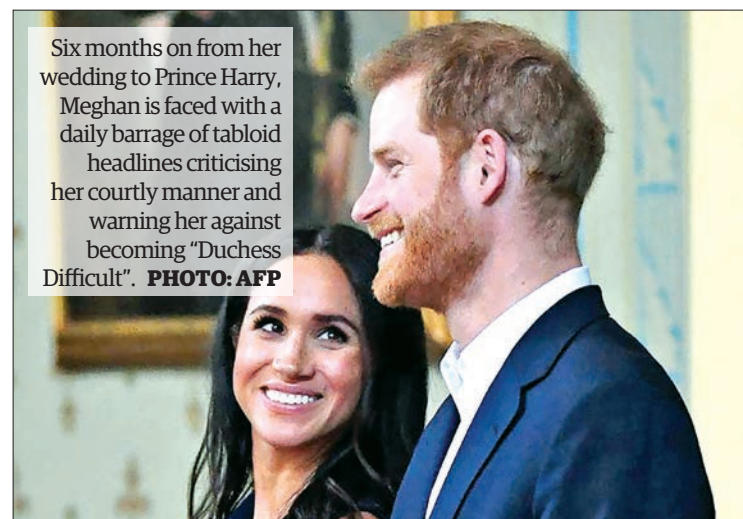 Six months on from her
wedding to Prince Harry,
Meghan is faced with a
daily barrage of tabloid
headlines criticising
her courtly manner and
warning her against
becoming “Duchess
Difficult”. PHOTO: AFP